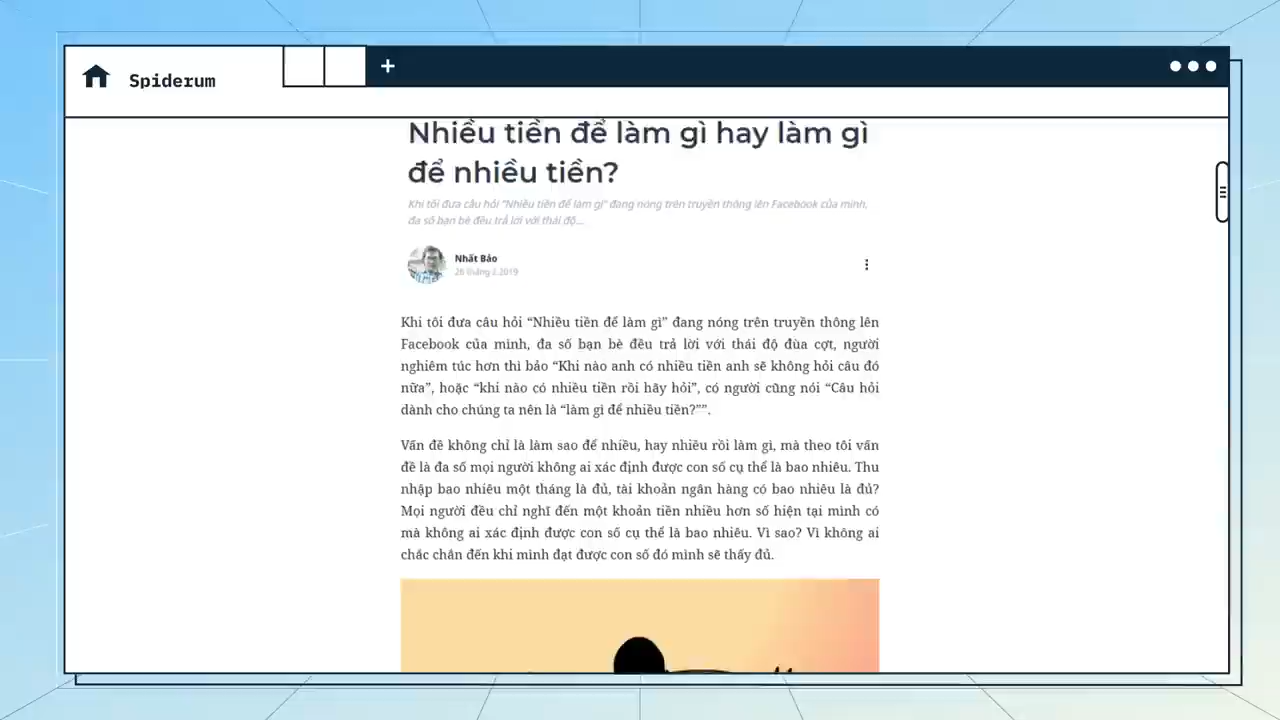 Spiderum
Nhiều tiền để làm gì hay làm gì
để nhiều tiền?
Khi tôi đưa câu hỏi "Nhiều tiền để làm gì" đang nóng trên truyền thông lên Facebook của mình,
đa số bạn bè đều trả lời với thái độ...
Nhất Bảo
26 tháng 2019
Khi tôi đưa câu hỏi “Nhiều tiền để làm gì” đang nóng trên truyền thông lên
Facebook của mình, đa số bạn bè đều trả lời với thái độ đùa cợt, người
nghiêm túc hơn thì bảo “Khi nào anh có nhiều tiền anh sẽ không hỏi câu đó
nữa”, hoặc “khi nào có nhiều tiền rồi hãy hỏi”, có người cũng nói “Câu hỏi
dành cho chúng ta nên là “làm gì để nhiều tiền?””.
Vấn đề không chỉ là làm sao để nhiều, hay nhiều rồi làm gì, mà theo tôi vấn
đề là đa số mọi người không ai xác định được con số cụ thể là bao nhiêu. Thu
nhập bao nhiêu một tháng là đủ, tài khoản ngân hàng có bao nhiêu là đủ?
Mọi người đều chỉ nghĩ đến một khoản tiền nhiều hơn số hiện tại mình có
mà không ai xác định được con số cụ thể là bao nhiêu. Vì sao? Vì không ai
chắc chắn đến khi mình đạt được con số đó mình sẽ thấy đủ.